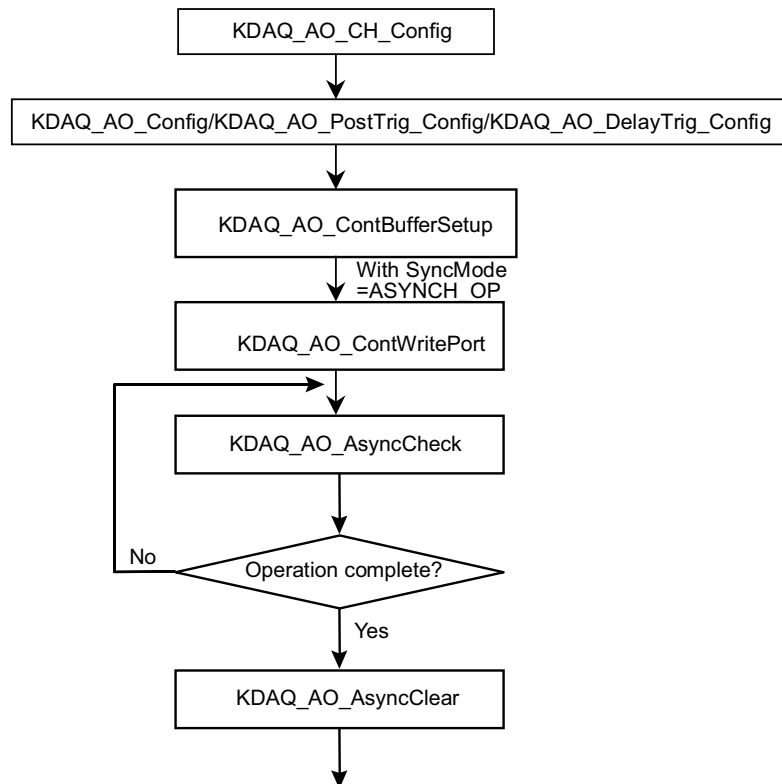 KDAQ_AO_CH_Config
KDAQ_AO_Config/KDAQ_AO_PostTrig_Config/KDAQ_AO_DelayTrig_Config
KDAQ_AO_ContBufferSetup
With SyncMode
=ASYNCH_OP
KDAQ_AO_ContWritePort
KDAQ_AO_AsyncCheck
No
Operation complete?
Yes
KDAQ_AO_AsyncClear